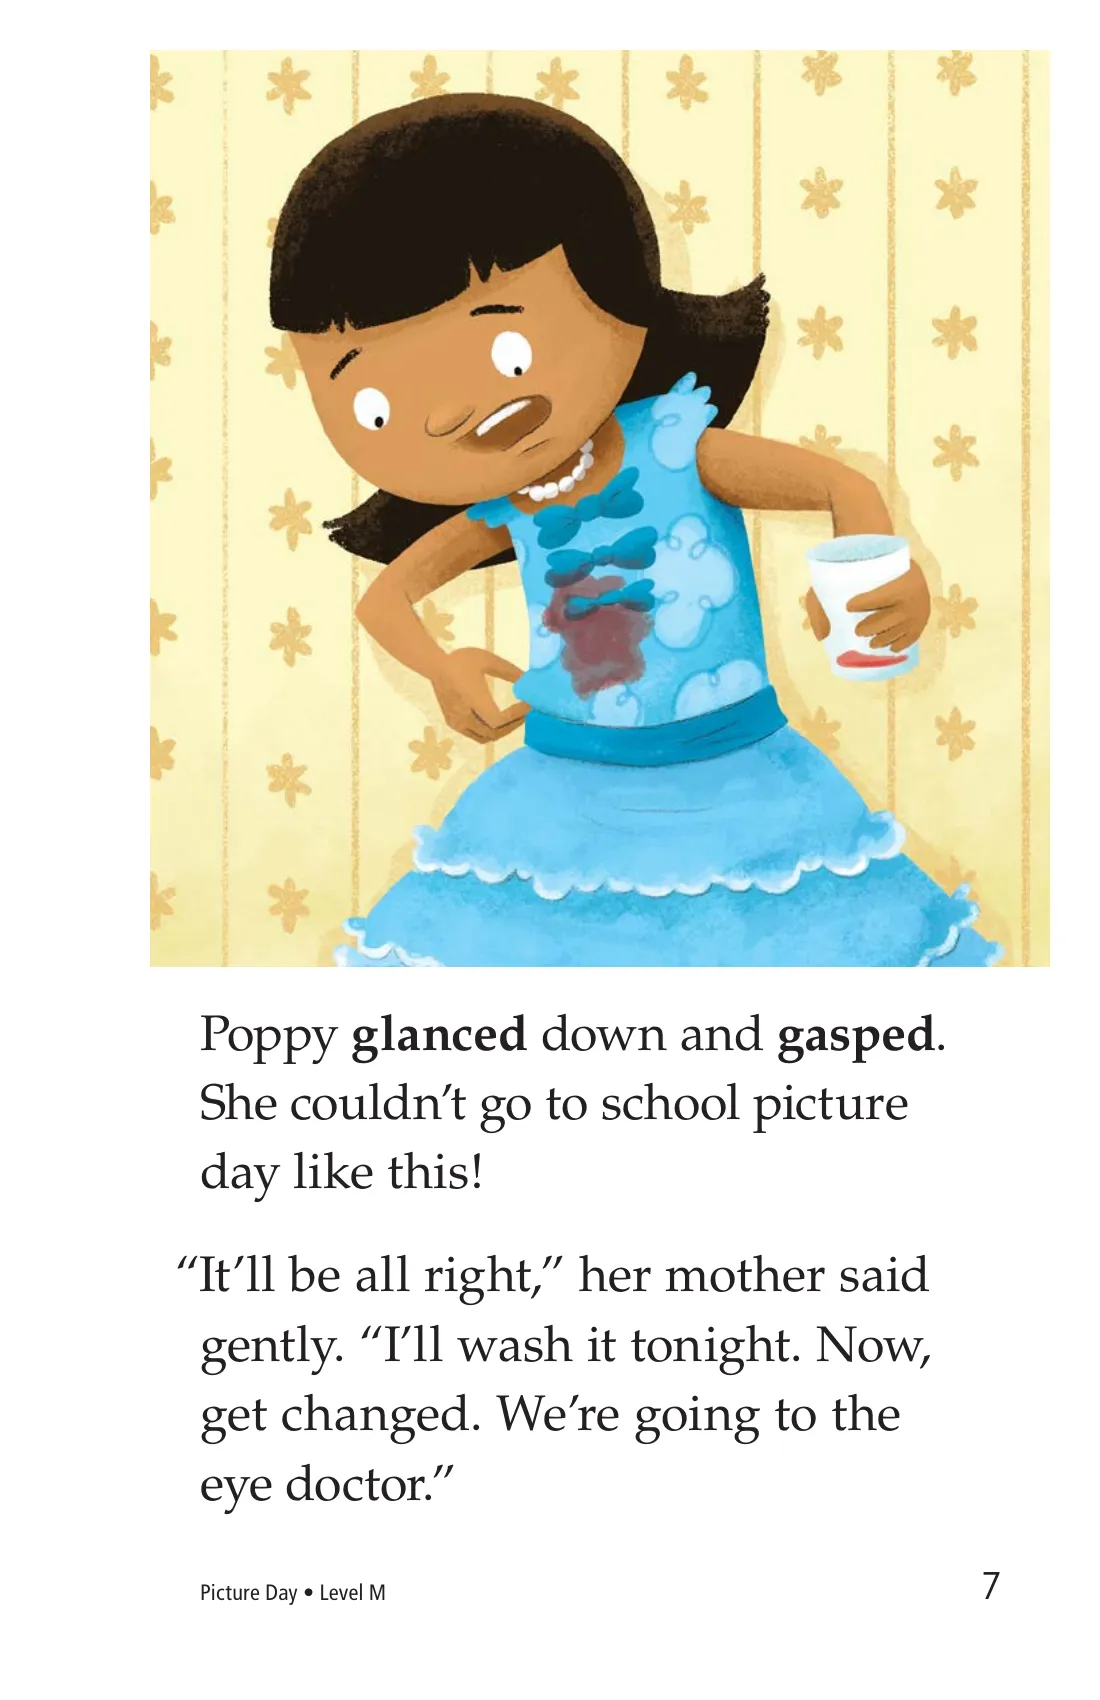 Poppy glanced down and gasped.
She couldn’t go to school picture
day like this!
“It’ll be all right,” her mother said
gently. “I’ll wash it tonight. Now,
get changed. We’re going to the
eye doctor.”
Picture Day • Level M
7